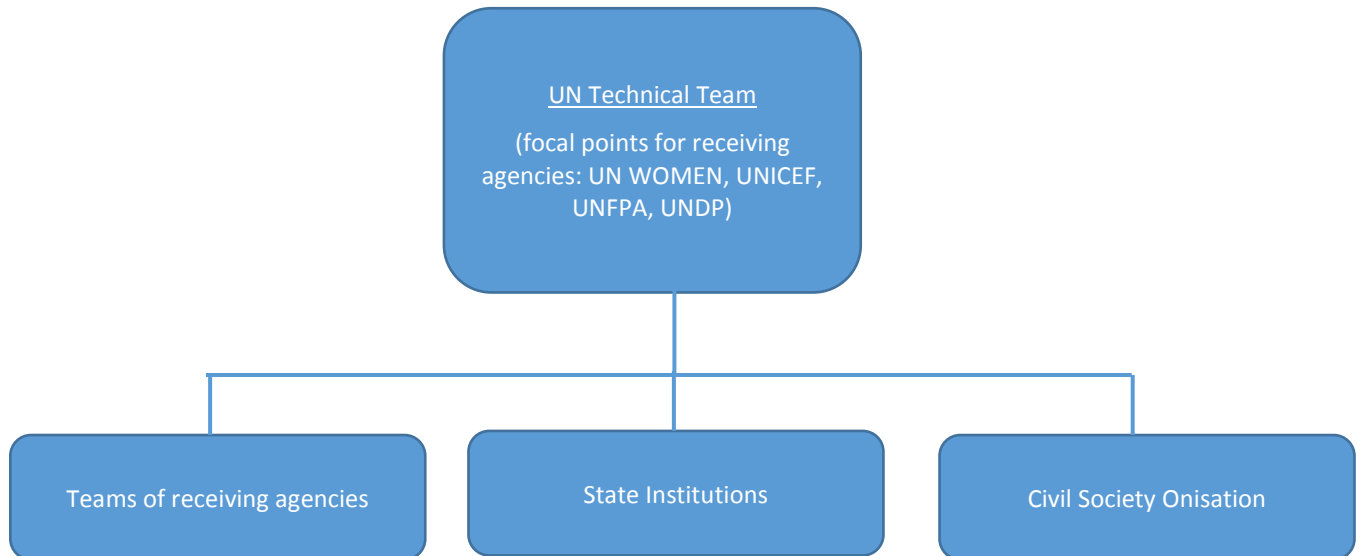 UN Technical Team
(focal points for receiving
agencies: UN WOMEN, UNICEF,
UNFPA, UNDP)
Teams of receiving agencies
State Institutions
Civil Society Onisation